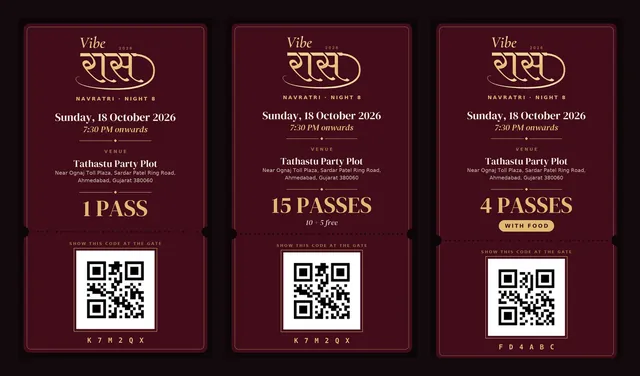 Vibe
2026
रास
NAVRATRI · NIGHT 8
Sunday, 18 October 2026
7:30 PM onwards
VENUE
Tathastu Party Plot
Near Ognaj Toll Plaza, Sardar Patel Ring Road,
Ahmedabad, Gujarat 380060
1 PASS
SHOW THIS CODE AT THE GATE
K7M2QX
Vibe
2026
रास
NAVRATRI · NIGHT 8
Sunday, 18 October 2026
7:30 PM onwards
VENUE
Tathastu Party Plot
Near Ognaj Toll Plaza, Sardar Patel Ring Road,
Ahmedabad, Gujarat 380060
15 PASSES
10 + 5 free
SHOW THIS CODE AT THE GATE
K7M2QX
Vibe
2026
रास
NAVRATRI · NIGHT 8
Sunday, 18 October 2026
7:30 PM onwards
VENUE
Tathastu Party Plot
Near Ognaj Toll Plaza, Sardar Patel Ring Road,
Ahmedabad, Gujarat 380060
4 PASSES
WITH FOOD
SHOW THIS CODE AT THE GATE
FD4ABC